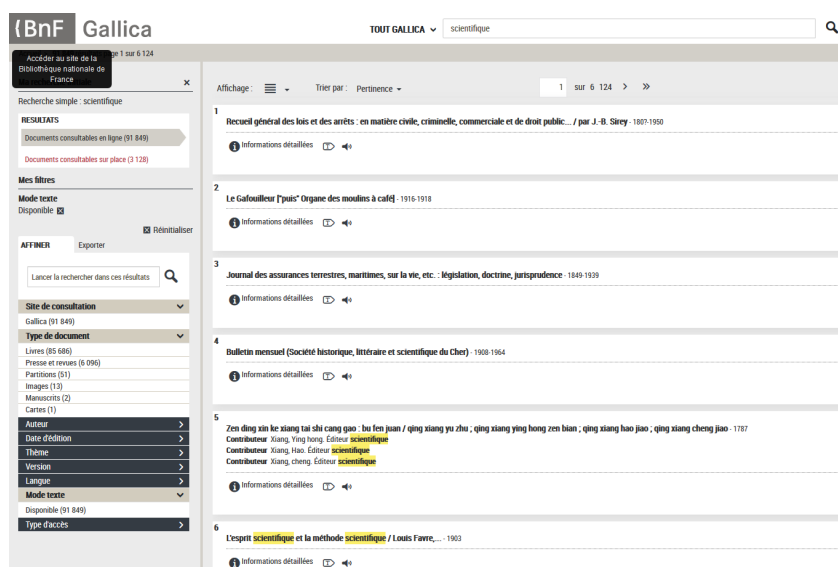 {BnF Gallica
TOUT GALLICA
scientifique
ge 1 sur 6 124
Accéder au site de la
Bibliothèque nationale de
France
Recherche simple : scientifique
RESULTATS
Documents consultables en ligne (91 849)
Documents consultables sur place (3 128)
Mes filtres
Mode texte
Disponible
Réinitialiser
AFFINER Exporter
Lancer la rechercher dans ces résultats
Site de consultation
Gallica (91 849)
Type de document
Livres (85 686)
Presse et revues (6 096)
Partitions (51)
Images (13)
Manuscrits (2)
Cartes (1)
Auteur
Date d'édition
Thème
Version
Langue
Mode texte
Disponible (91 849)
Type d'accès
Affichage : Trier par : Pertinence 1 sur 6 124 > »
1
Recueil général des lois et des arrêts : en matière civile, criminelle, commerciale et de droit public... / par J.-B. Sirey - 180?-1950
Informations détaillées
2
Le Gafouilleur ["puis" Organe des moulins à café] - 1916-1918
Informations détaillées
3
Journal des assurances terrestres, maritimes, sur la vie, etc. : législation, doctrine, jurisprudence - 1849-1939
Informations détaillées
4
Bulletin mensuel (Société historique, littéraire et scientifique du Cher) - 1908-1964
Informations détaillées
5
Zen ding xin ke xiang tai shi cang gao : bu fen juan / qing xiang yu zhu ; qing xiang ying hong zen bian ; qing xiang hao jiao ; qing xiang cheng jiao - 1787
Contributeur Xiang, Ying hong. Éditeur scientifique
Contributeur Xiang, Hao. Éditeur scientifique
Contributeur Xiang, cheng. Éditeur scientifique
Informations détaillées
6
L'esprit scientifique et la méthode scientifique / Louis Favre,... - 1903
Informations détaillées